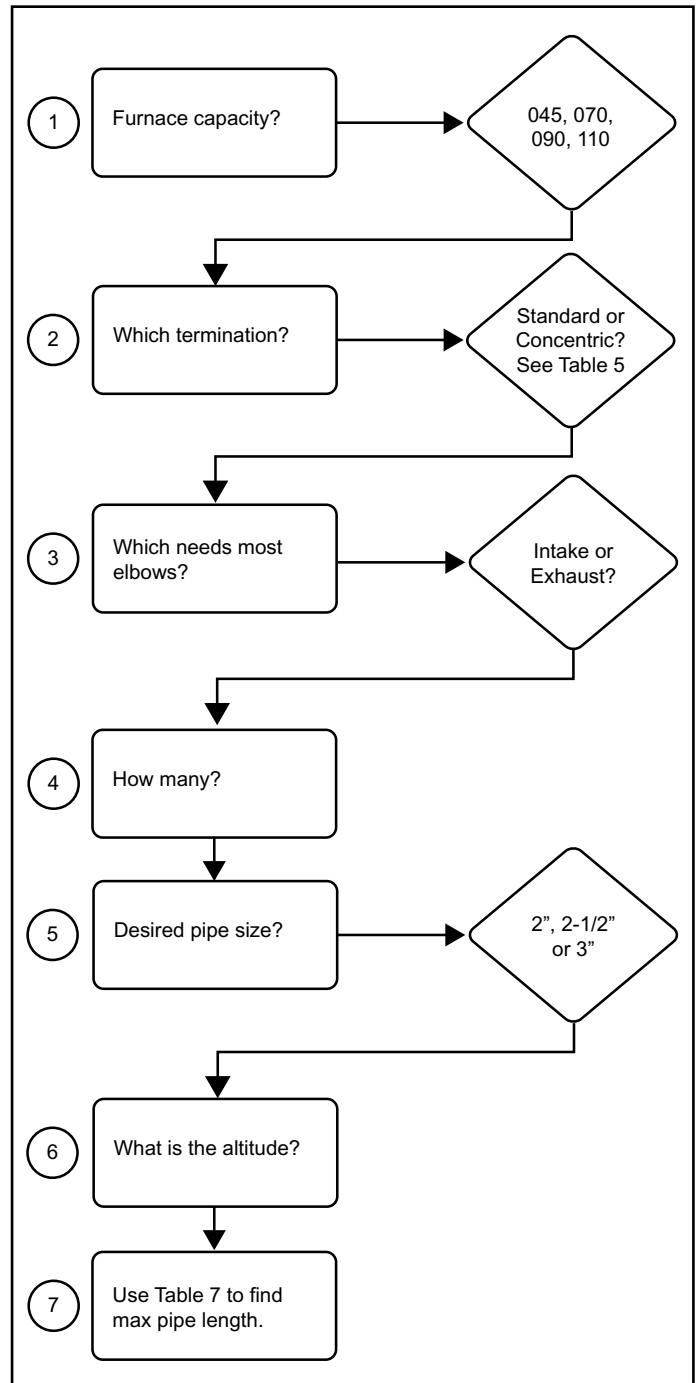 1
Furnace capacity?
045, 070,
090, 110
2
Which termination?
Standard or
Concentric?
See Table 5
3
Which needs most
elbows?
Intake or
Exhaust?
4
How many?
5
Desired pipe size?
2”, 2-1/2”
or 3”
6
What is the altitude?
7
Use Table 7 to find
max pipe length.